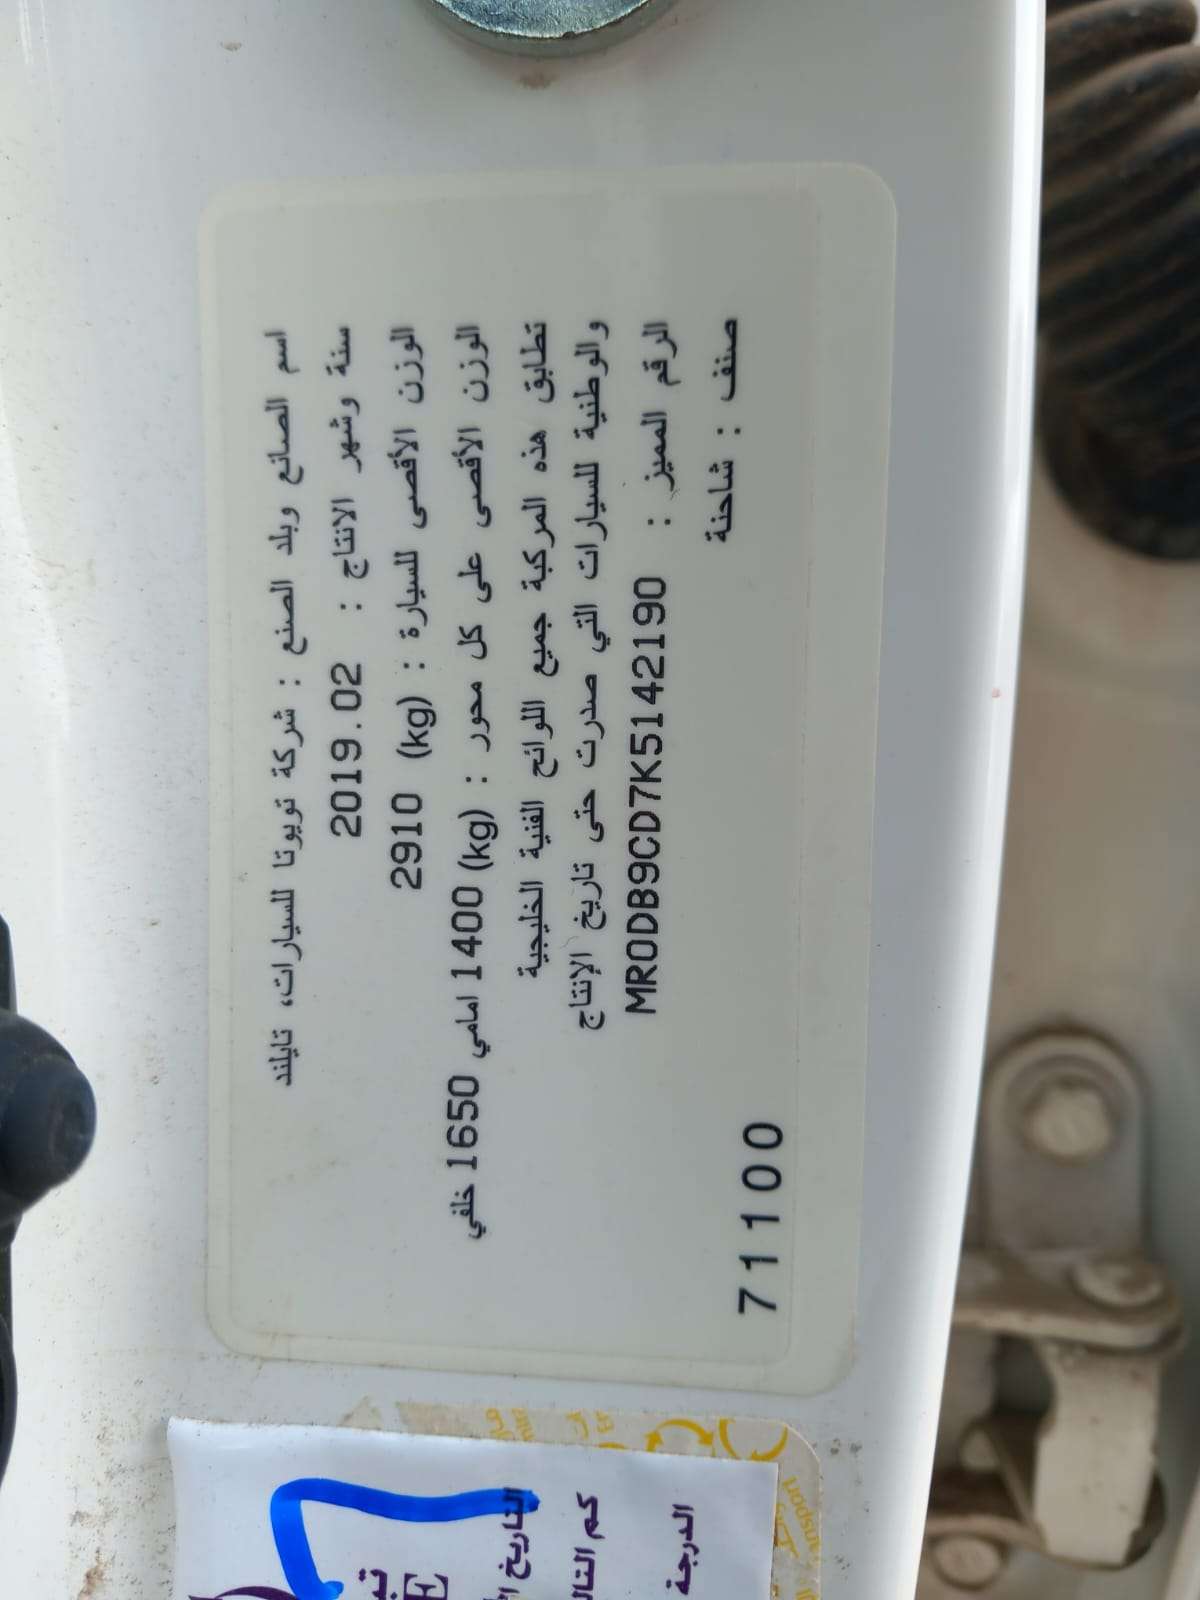 اسم الصانع وبلد الصنع : شركة تويوتا للسيارات، تايلند
سنة وشهر الانتاج : 2019.02
الوزن الأقصى للسيارة : (kg) 2910
الوزن الأقصى على كل محور : (kg) 1400 امامي 1650 خلفي
تطابق هذه المركبة جميع اللوائح الفنية الخليجية
والوطنية للسيارات التي صدرت حتى تاريخ الإنتاج
الرقم المميز : MR0DB9CD7K5142190
صنف : شاحنة
71100
التاريخ
كم
الدرجة